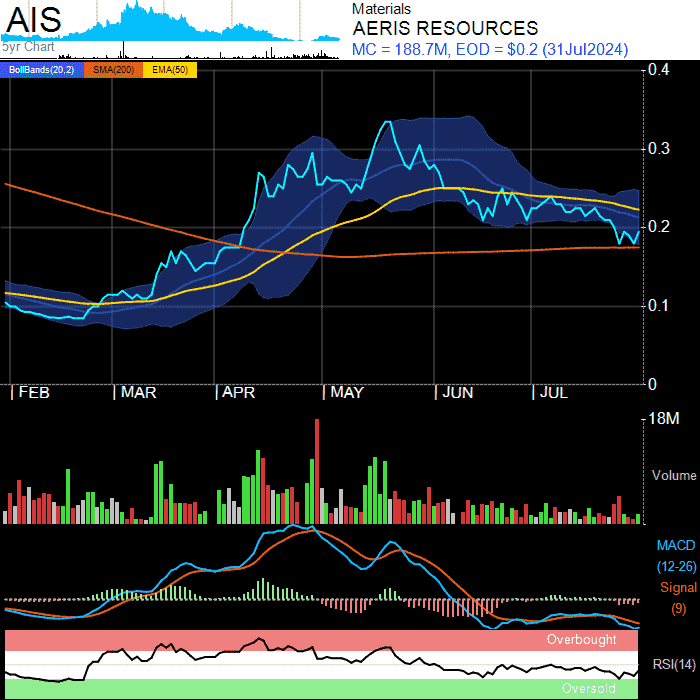 AIS
5yr Chart
Materials
AERIS RESOURCES
MC = 188.7M, EOD = $0.2 (31Jul2024)
BollBands(20,2) SMA(200) EMA(50)
0.4
0.3
0.2
0.1
0
FEB MAR APR MAY JUN JUL
18M
Volume
MACD
(12-26)
Signal
(9)
Overbought
RSI(14)
Oversold